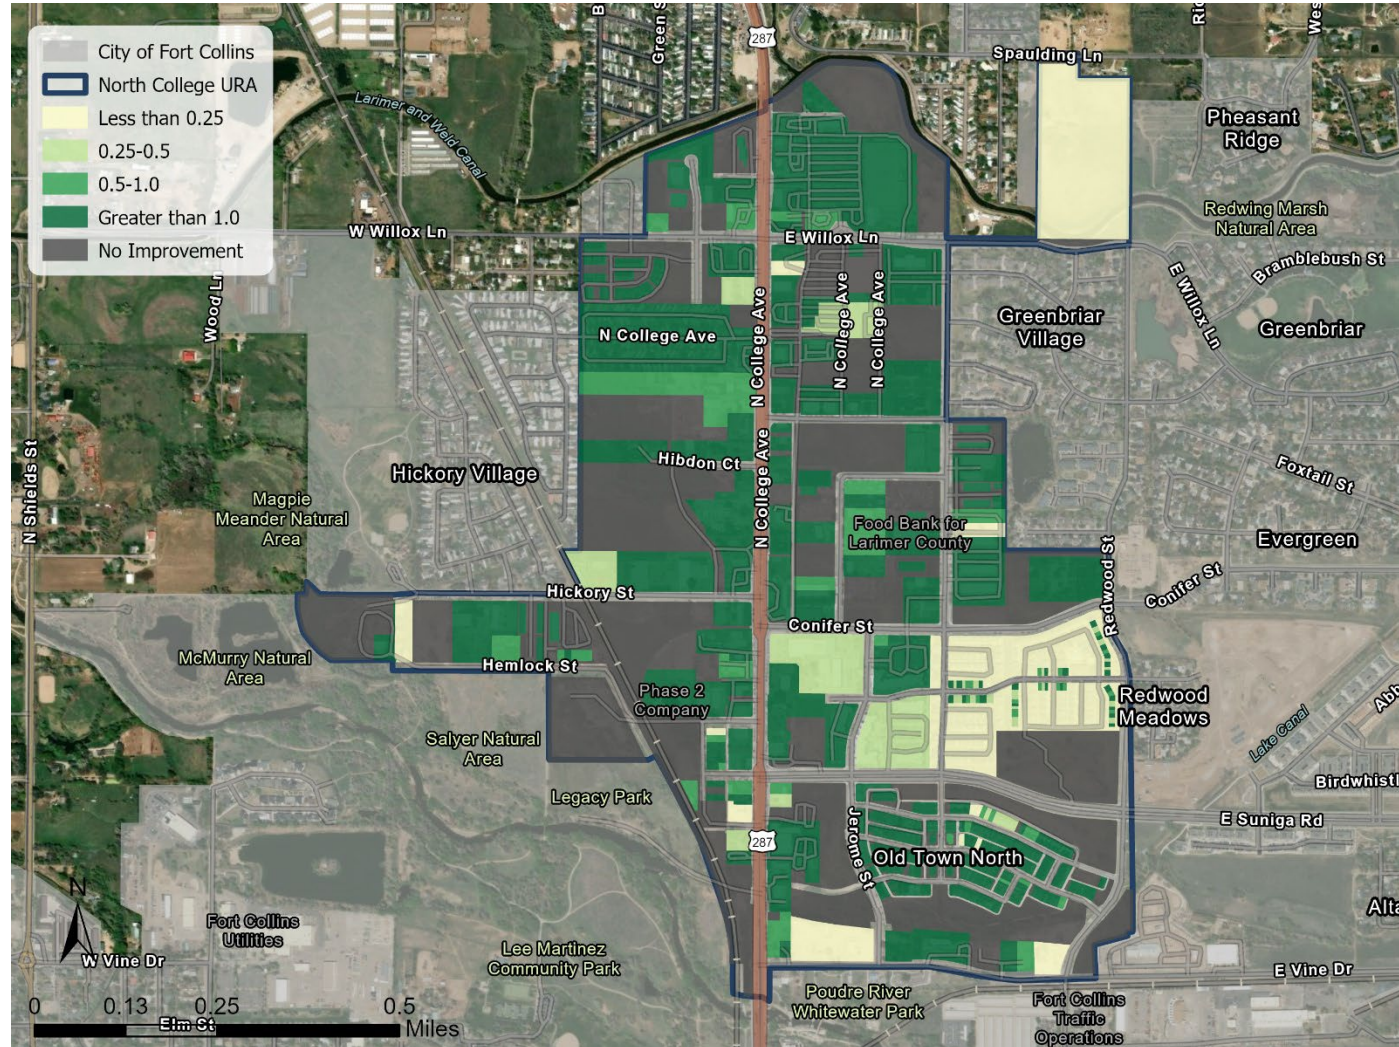 287
Spaulding Ln
City of Fort Collins
North College URA
Less than 0.25
0.25-0.5
0.5-1.0
Greater than 1.0
No Improvement
Larimer and Weld Canal
Pheasant
Ridge
Redwing Marsh
Natural Area
W Willox Ln
E Willox Ln
Bramblebush St
E Willox Ln
Greenbriar
Village
Greenbriar
Wood Ln
N College Ave
N College Ave
N College Ave
N College Ave
N Shields St
Hickory Village
Hibdon Ct
N College Ave
Foxtail St
Magpie
Meander Natural
Area
Food Bank for
Larimer County
Evergreen
Redwood St
Conifer St
Hickory St
Conifer St
McMurry Natural
Area
Hemlock St
Phase 2
Company
Redwood
Meadows
Salyer Natural
Area
Lake Canal
Legacy Park
E Suniga Rd
287
Jerome St
Old Town North
N
Fort Collins
Utilities
W Vine Dr
Lee Martinez
Community Park
E Vine Dr
Poudre River
Whitewater Park
Fort Collins
Traffic
Operations
0 0.13 0.25 0.5
Miles
Elm St